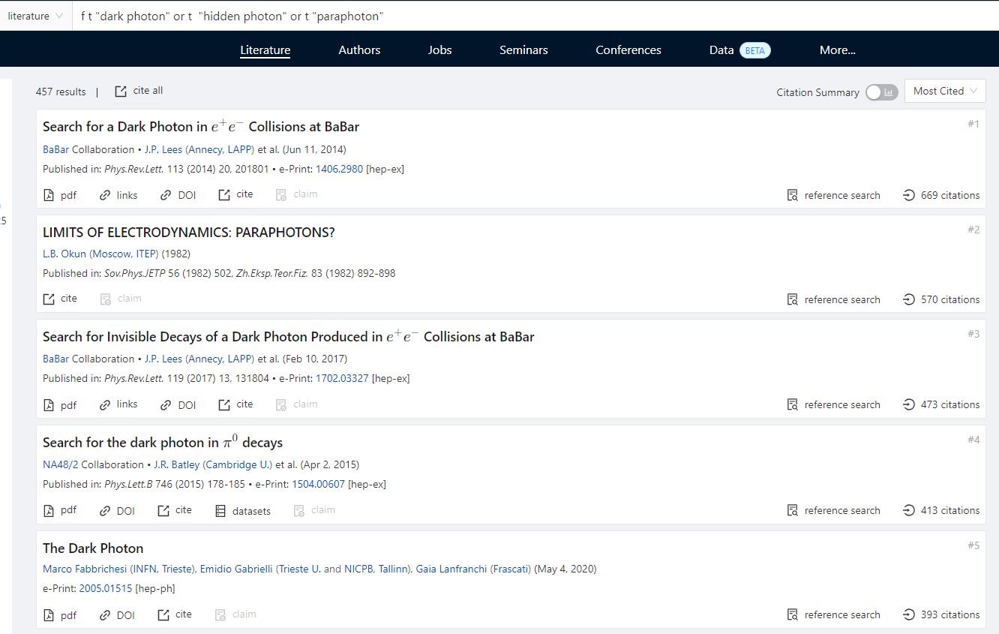 literature f t "dark photon" or t  "hidden photon" or t "paraphoton"
Literature Authors Jobs Seminars Conferences Data BETA More...
457 results | cite all Citation Summary Most Cited
Search for a Dark Photon in e⁺e⁻ Collisions at BaBar #1
BaBar Collaboration • J.P. Lees (Annecy, LAPP) et al. (Jun 11, 2014)
Published in: Phys.Rev.Lett. 113 (2014) 20, 201801 • e-Print: 1406.2980 [hep-ex]
pdf links DOI cite claim reference search 669 citations
25
LIMITS OF ELECTRODYNAMICS: PARAPHOTONS? #2
L.B. Okun (Moscow, ITEP) (1982)
Published in: Sov.Phys.JETP 56 (1982) 502, Zh.Eksp.Teor.Fiz. 83 (1982) 892-898
cite claim reference search 570 citations
Search for Invisible Decays of a Dark Photon Produced in e⁺e⁻ Collisions at BaBar #3
BaBar Collaboration • J.P. Lees (Annecy, LAPP) et al. (Feb 10, 2017)
Published in: Phys.Rev.Lett. 119 (2017) 13, 131804 • e-Print: 1702.03327 [hep-ex]
pdf links DOI cite claim reference search 473 citations
Search for the dark photon in π⁰ decays #4
NA48/2 Collaboration • J.R. Batley (Cambridge U.) et al. (Apr 2, 2015)
Published in: Phys.Lett.B 746 (2015) 178-185 • e-Print: 1504.00607 [hep-ex]
pdf DOI cite datasets claim reference search 413 citations
The Dark Photon #5
Marco Fabbrichesi (INFN, Trieste), Emidio Gabrielli (Trieste U. and NICPB, Tallinn), Gaia Lanfranchi (Frascati) (May 4, 2020)
e-Print: 2005.01515 [hep-ph]
pdf DOI cite claim reference search 393 citations